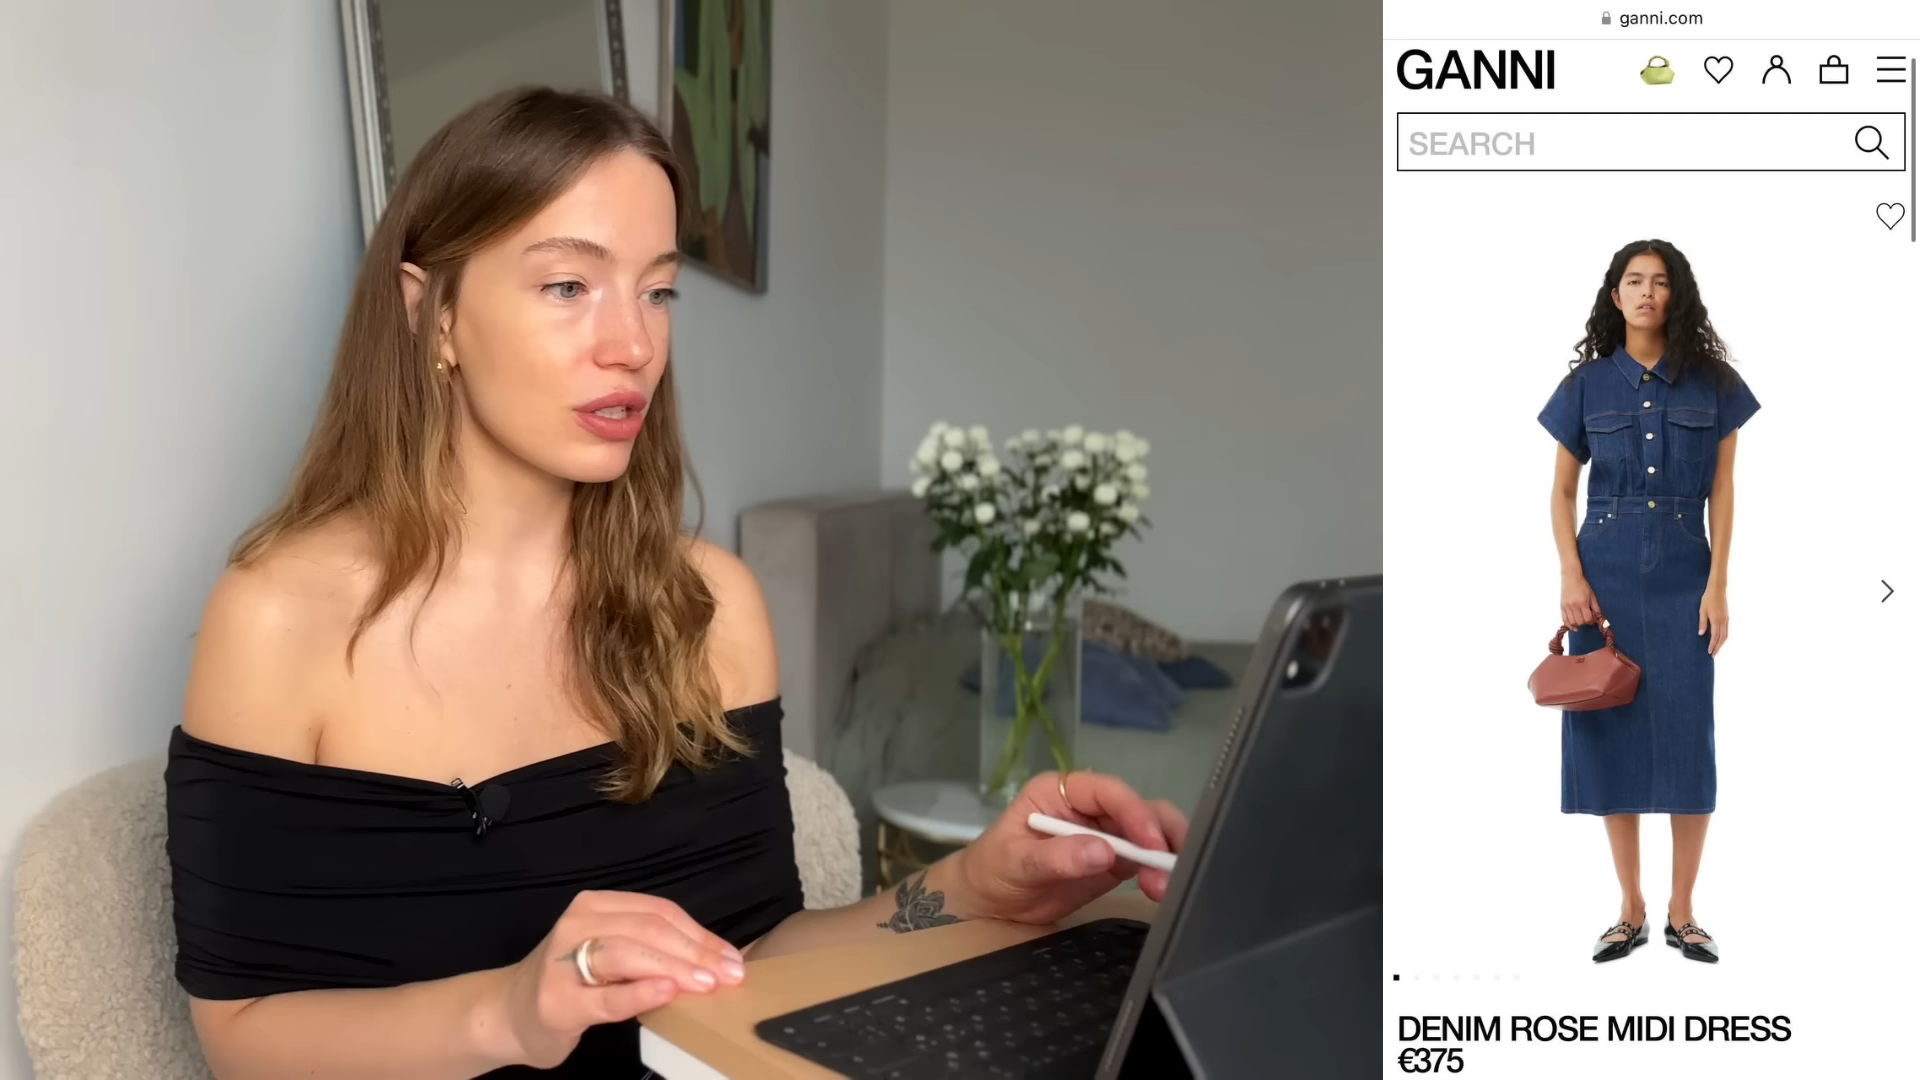 ganni.com
GANNI
SEARCH
DENIM ROSE MIDI DRESS
€375